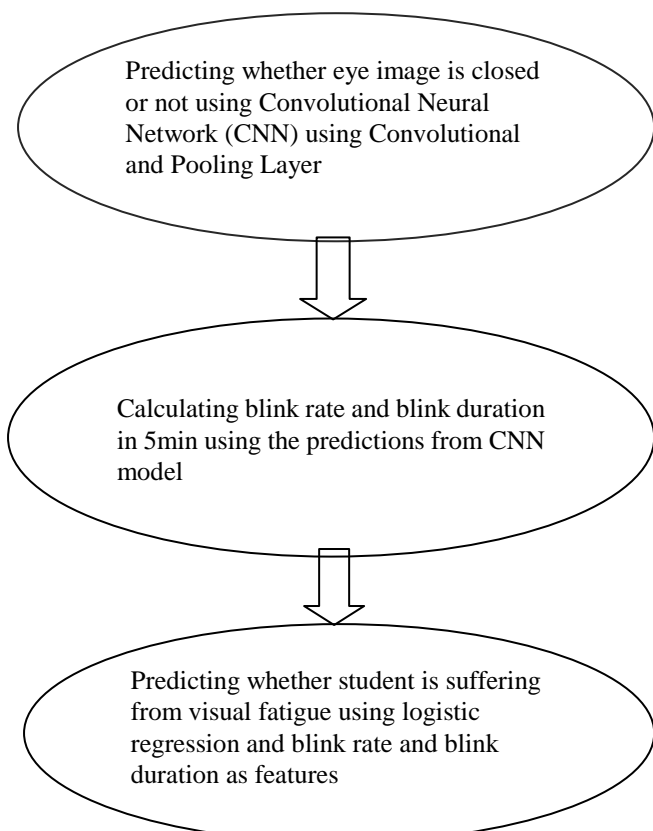 Predicting whether eye image is closed
or not using Convolutional Neural
Network (CNN) using Convolutional
and Pooling Layer
Calculating blink rate and blink duration
in 5min using the predictions from CNN
model
Predicting whether student is suffering
from visual fatigue using logistic
regression and blink rate and blink
duration as features